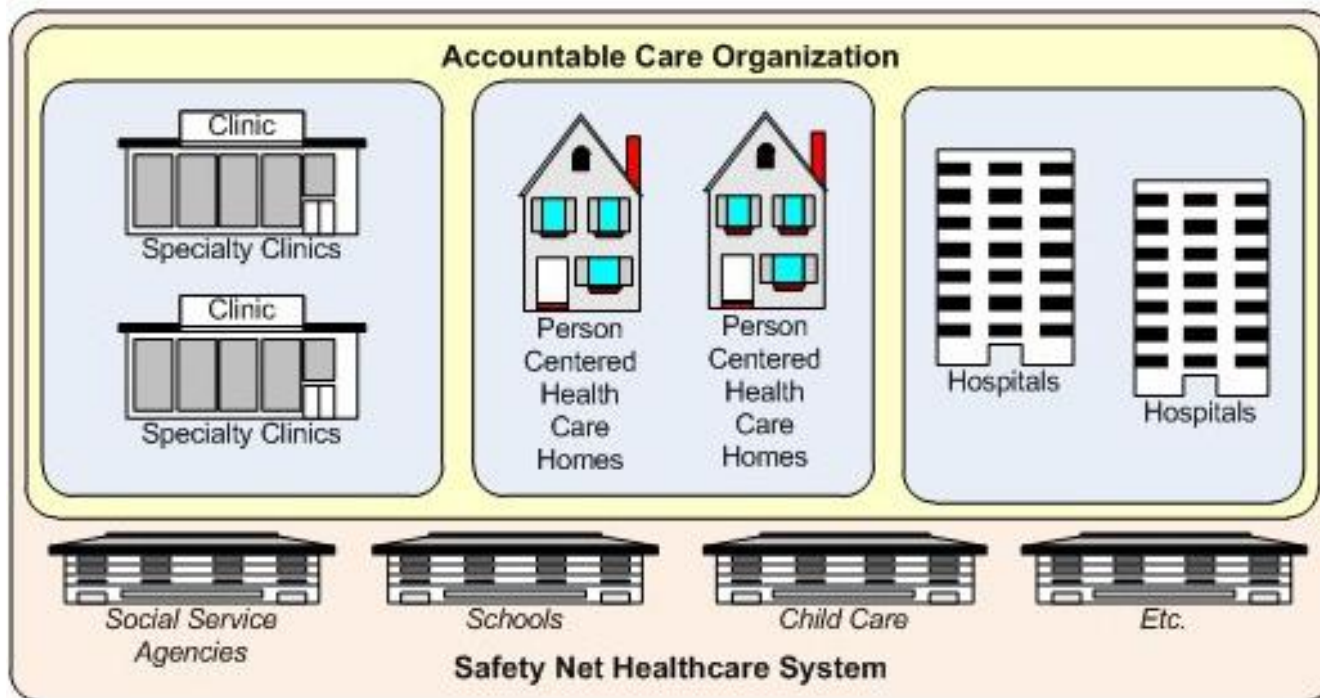 Accountable Care Organization
Clinic
Specialty Clinics
Clinic
Specialty Clinics
Person
Centered
Health
Care
Homes
Person
Centered
Health
Care
Homes
Hospitals
Hospitals
Social Service
Agencies
Schools
Child Care
Etc.
Safety Net Healthcare System